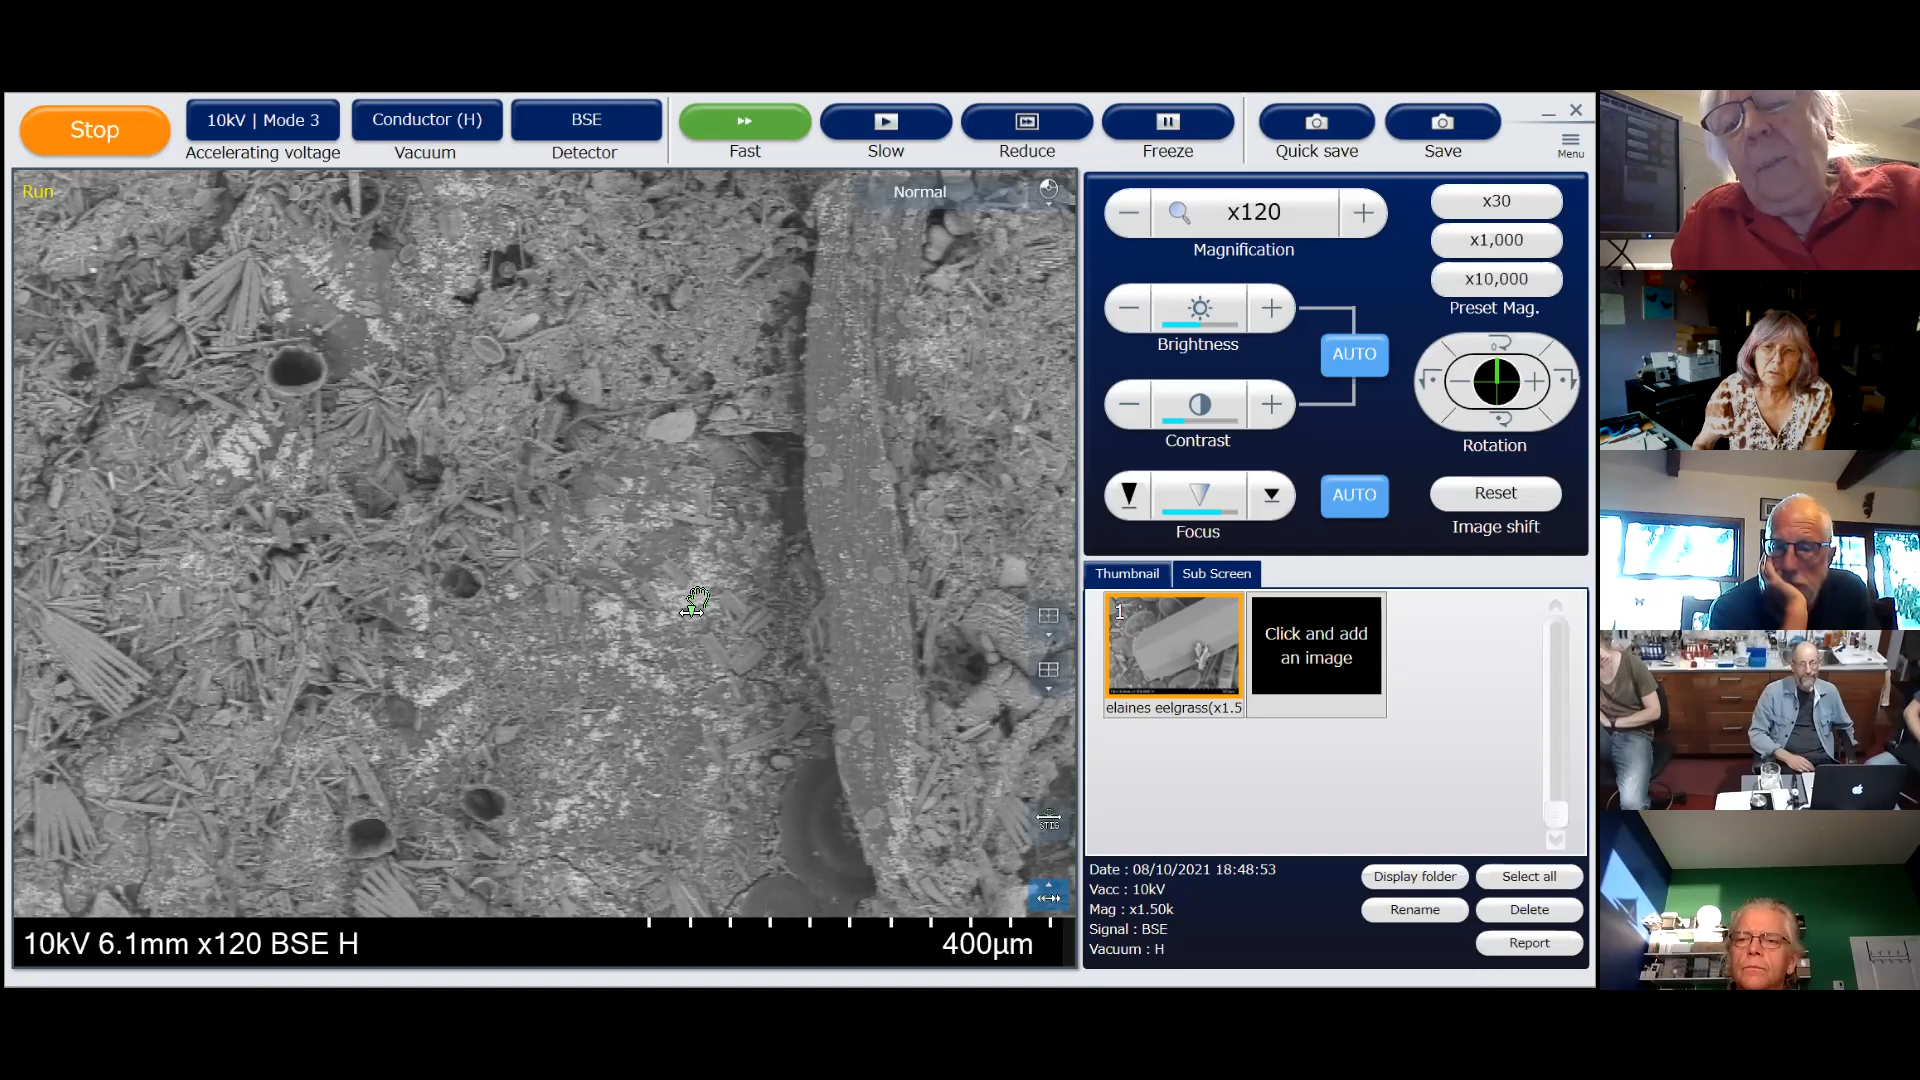 Stop
10kV | Mode 3
Accelerating voltage
Conductor (H)
Vacuum
BSE
Detector
Fast
Slow
Reduce
Freeze
Quick save
Save
Menu
Run
Normal
STIG
10kV 6.1mm x120 BSE H
400µm
x120
Magnification
x30
x1,000
x10,000
Preset Mag.
Brightness
AUTO
Contrast
Rotation
Focus
AUTO
Reset
Image shift
Thumbnail
Sub Screen
1
elaines eelgrass(x1.5
Click and add
an image
Date : 08/10/2021 18:48:53
Vacc : 10kV
Mag : x1.50k
Signal : BSE
Vacuum : H
Display folder
Select all
Rename
Delete
Report